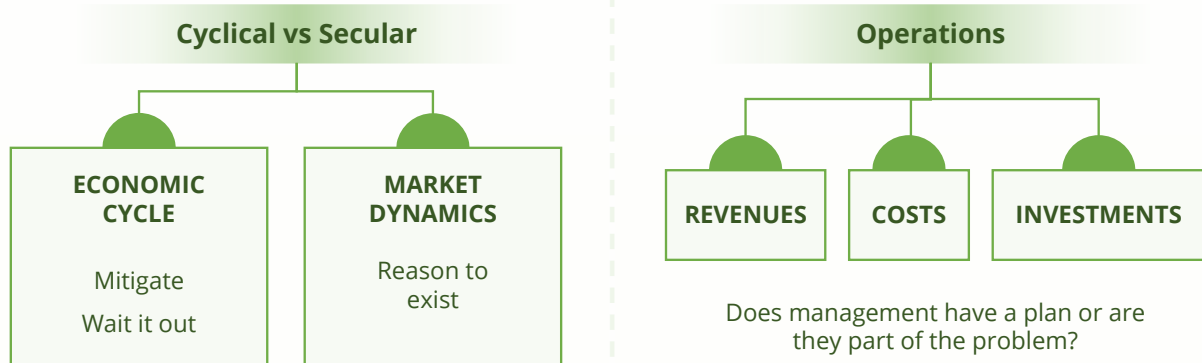 Cyclical vs Secular
ECONOMIC
CYCLE
Mitigate
Wait it out
MARKET
DYNAMICS
Reason to
exist
Operations
REVENUES
COSTS
INVESTMENTS
Does management have a plan or are
they part of the problem?